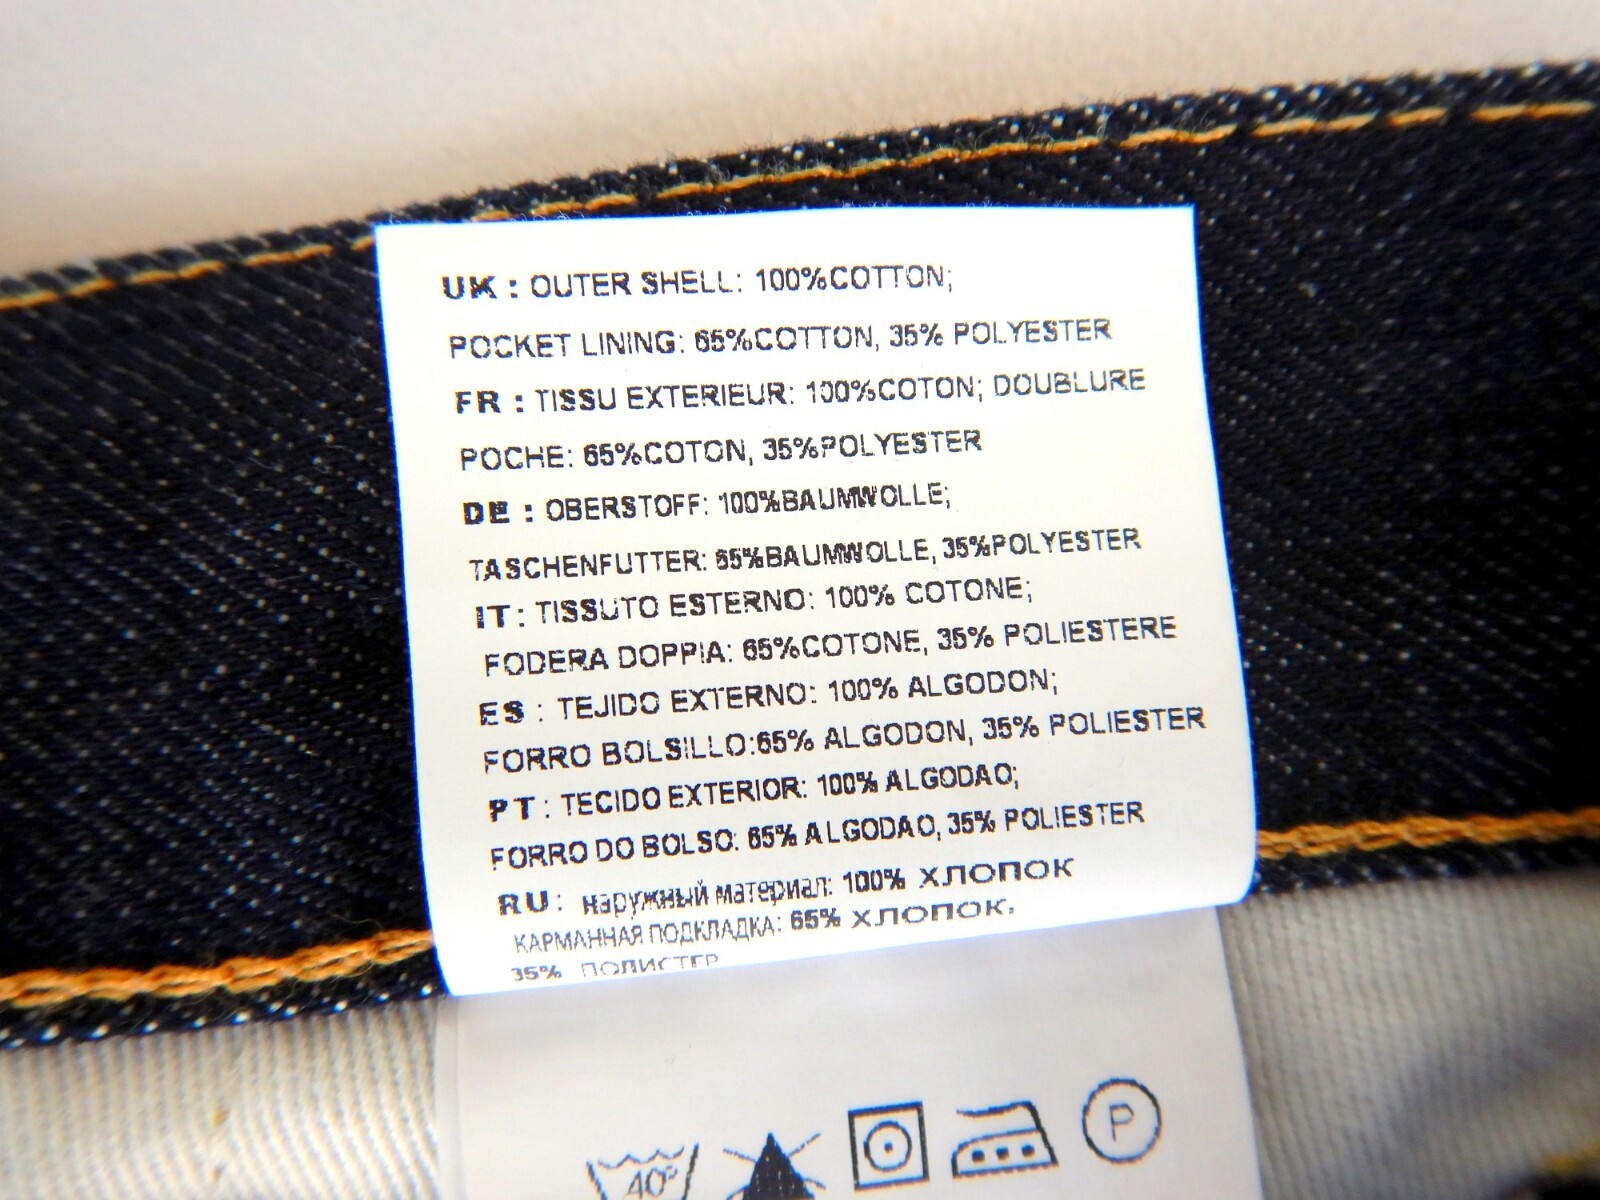 UK : OUTER SHELL: 100%COTTON;
POCKET LINING: 65%COTTON, 35% POLYESTER
FR : TISSU EXTERIEUR: 100%COTON; DOUBLURE
POCHE: 65%COTON, 35%POLYESTER
DE : OBERSTOFF: 100%BAUMWOLLE;
TASCHENFUTTER: 65%BAUMWOLLE, 35%POLYESTER
IT: TISSUTO ESTERNO: 100% COTONE;
FODERA DOPPIA: 65%COTONE, 35% POLIESTERE
ES : TEJIDO EXTERNO: 100% ALGODON;
FORRO BOLSILLO:65% ALGODON, 35% POLIESTER
PT : TECIDO EXTERIOR: 100% ALGODAO;
FORRO DO BOLSO: 65% ALGODAO, 35% POLIESTER
RU: наружный материал: 100% ХЛОПОК
КАРМАННАЯ ПОДКЛАДКА: 65% ХЛОПОК,
35% ПОЛИСТЕР
40° P